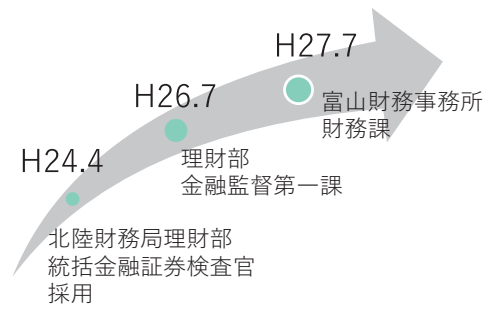 H24.4
北陸財務局理財部
統括金融証券検査官
採用
H26.7
理財部
金融監督第一課
H27.7
富山財務事務所
財務課